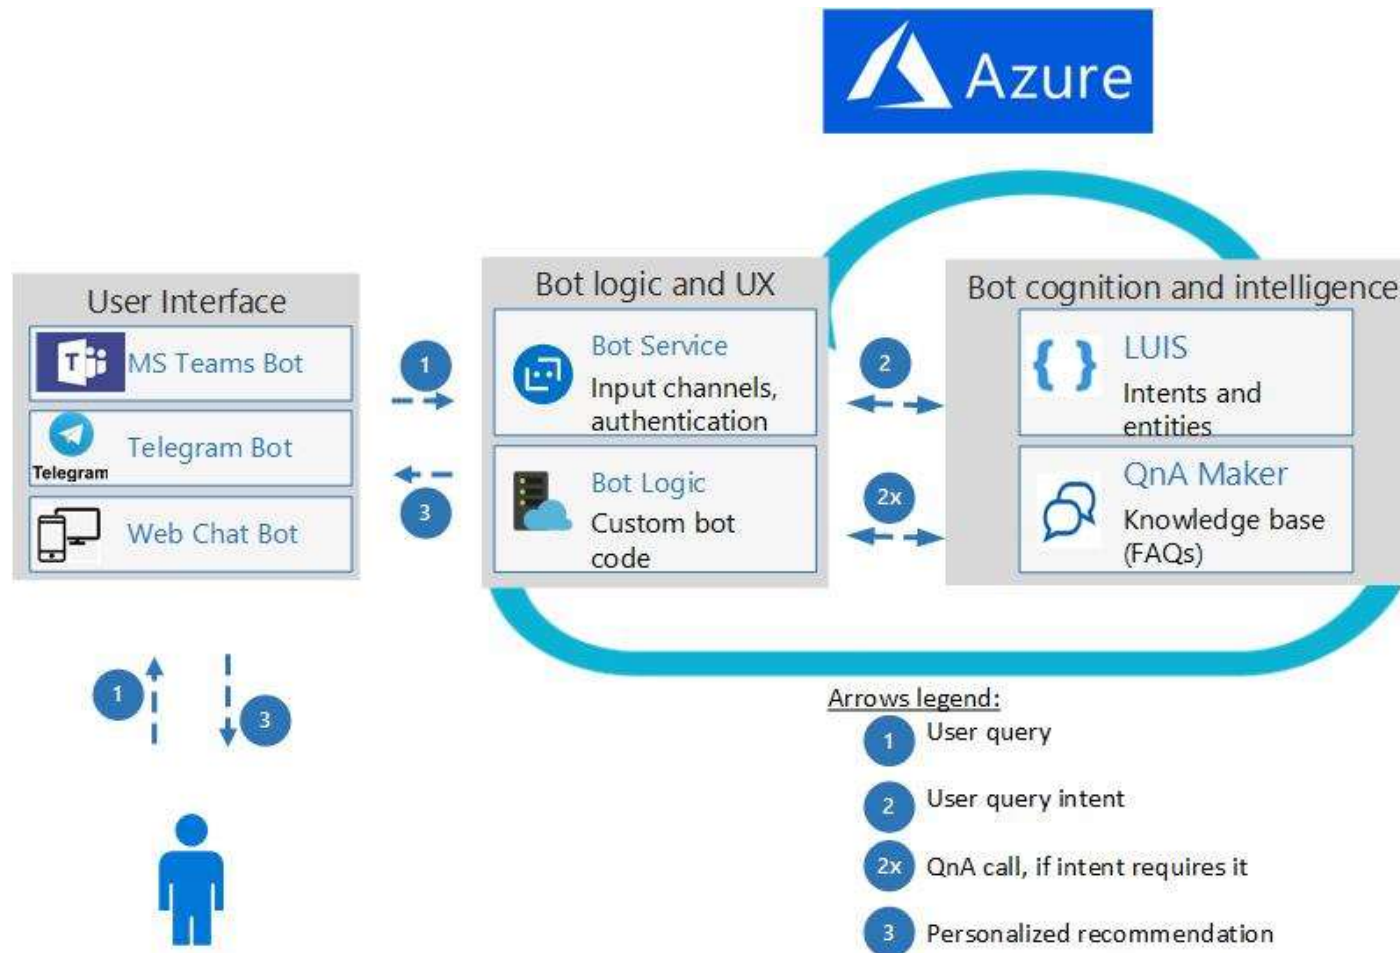 Azure
User Interface
T
MS Teams Bot
Telegram
Telegram Bot
Web Chat Bot
1
3
Bot logic and UX
Bot Service
Input channels,
authentication
Bot Logic
Custom bot
code
2
2x
Bot cognition and intelligence
{ }
LUIS
Intents and
entities
QnA Maker
Knowledge base
(FAQs)
1
3
Arrows legend:
1 User query
2 User query intent
2x QnA call, if intent requires it
3 Personalized recommendation